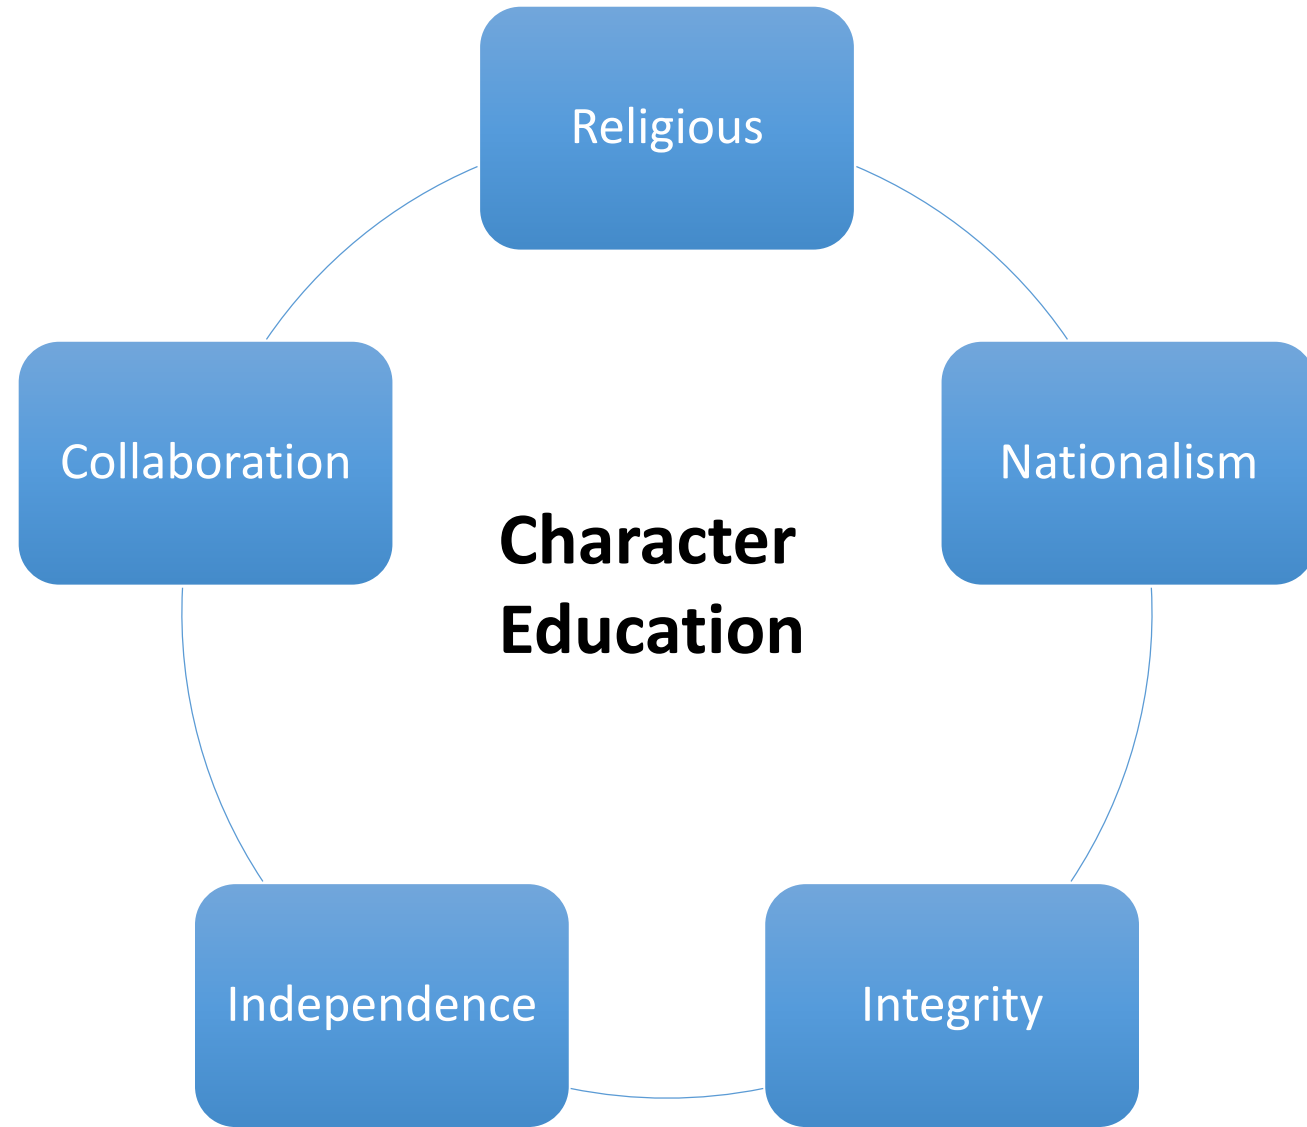 Religious
Collaboration
Nationalism
Character
Education
Independence
Integrity